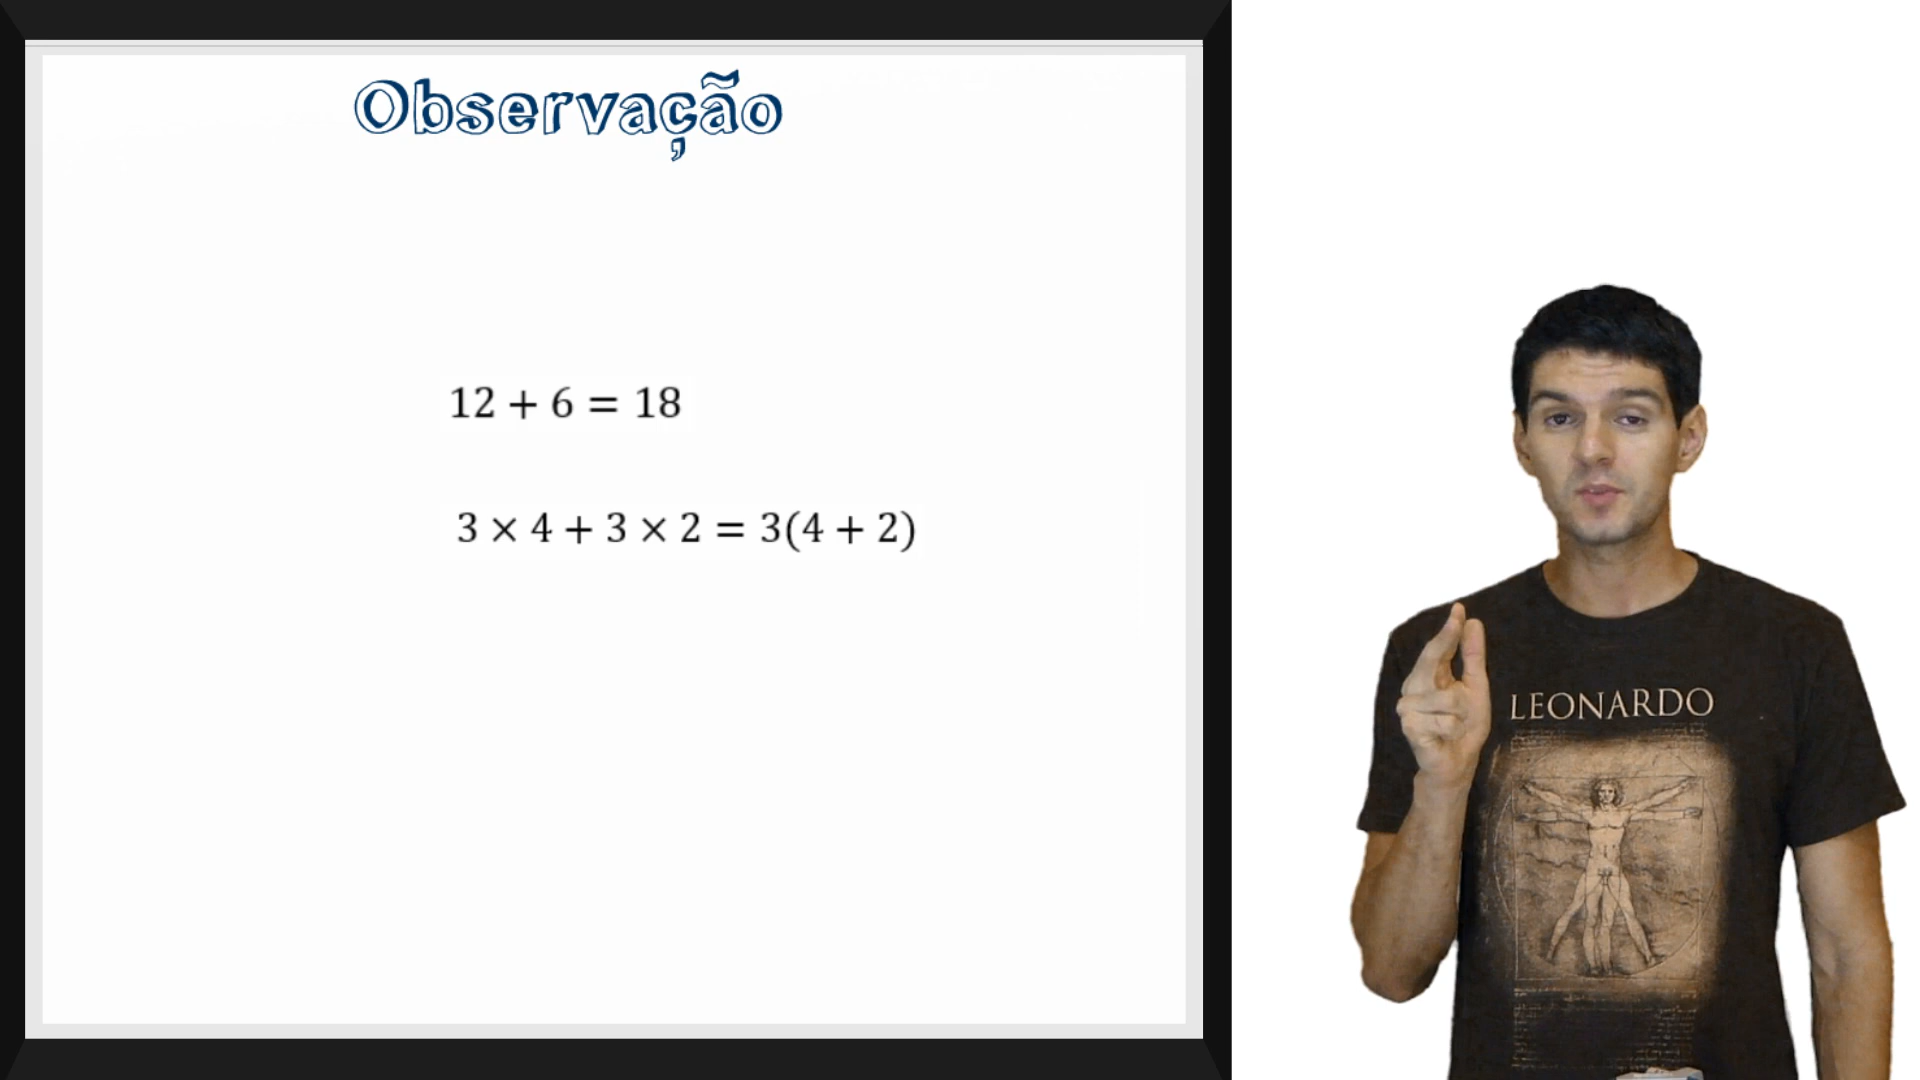 Observação
12 + 6 = 18
3 × 4 + 3 × 2 = 3(4 + 2)
LEONARDO